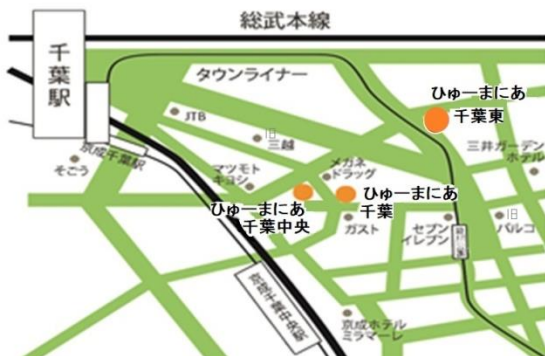 総武本線
千葉駅
タウンライナー
ひゅーまにあ
千葉東
JTB
旧
三越
三井ガーデン
ホテル
京成千葉駅
そごう
マツモト
キヨシ
メガネ
ドラッグ
ひゅーまにあ
千葉中央
ひゅーまにあ
千葉
ガスト
セブン
イレブン
旧
パルコ
京成千葉中央駅
京成ホテル
ミラマーレ